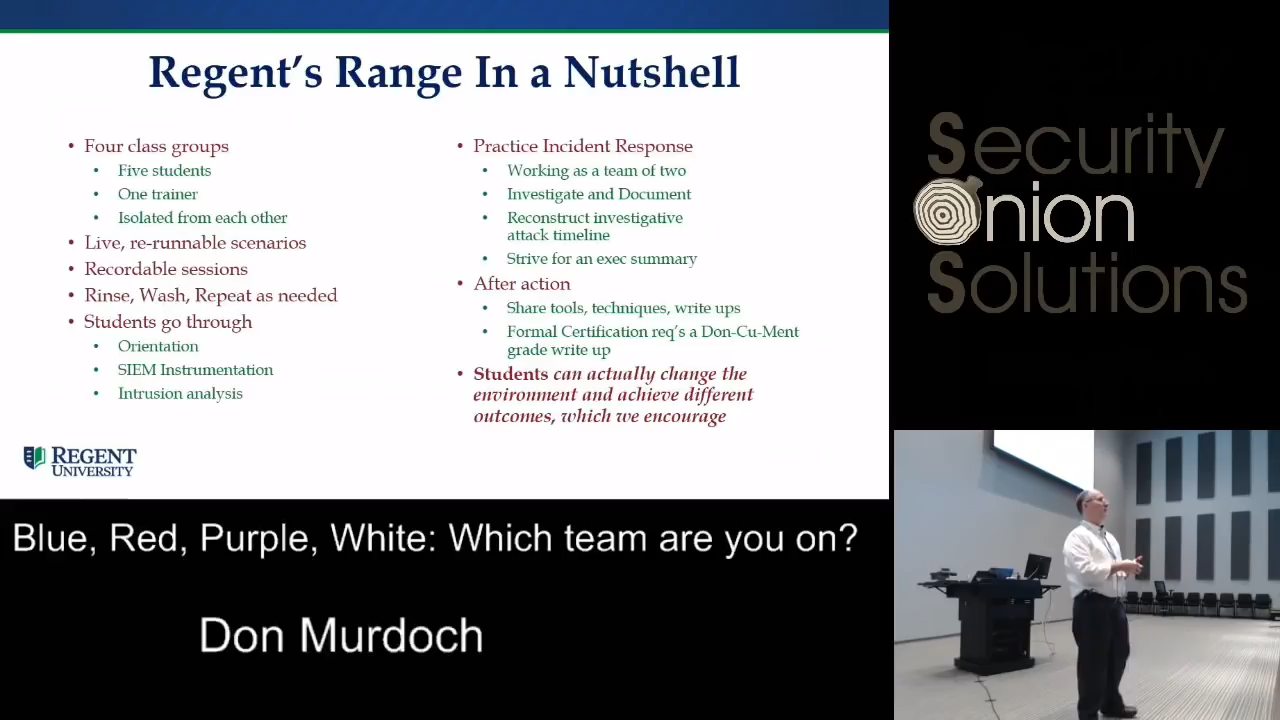 Regent's Range In a Nutshell
• Four class groups
• Five students
• One trainer
• Isolated from each other
• Live, re-runnable scenarios
• Recordable sessions
• Rinse, Wash, Repeat as needed
• Students go through
• Orientation
• SIEM Instrumentation
• Intrusion analysis
• Practice Incident Response
• Working as a team of two
• Investigate and Document
• Reconstruct investigative
attack timeline
• Strive for an exec summary
• After action
• Share tools, techniques, write ups
• Formal Certification req's a Don-Cu-Ment
grade write up
• Students can actually change the
environment and achieve different
outcomes, which we encourage
REGENT
UNIVERSITY
Security
Onion
Solutions
Blue, Red, Purple, White: Which team are you on?
Don Murdoch